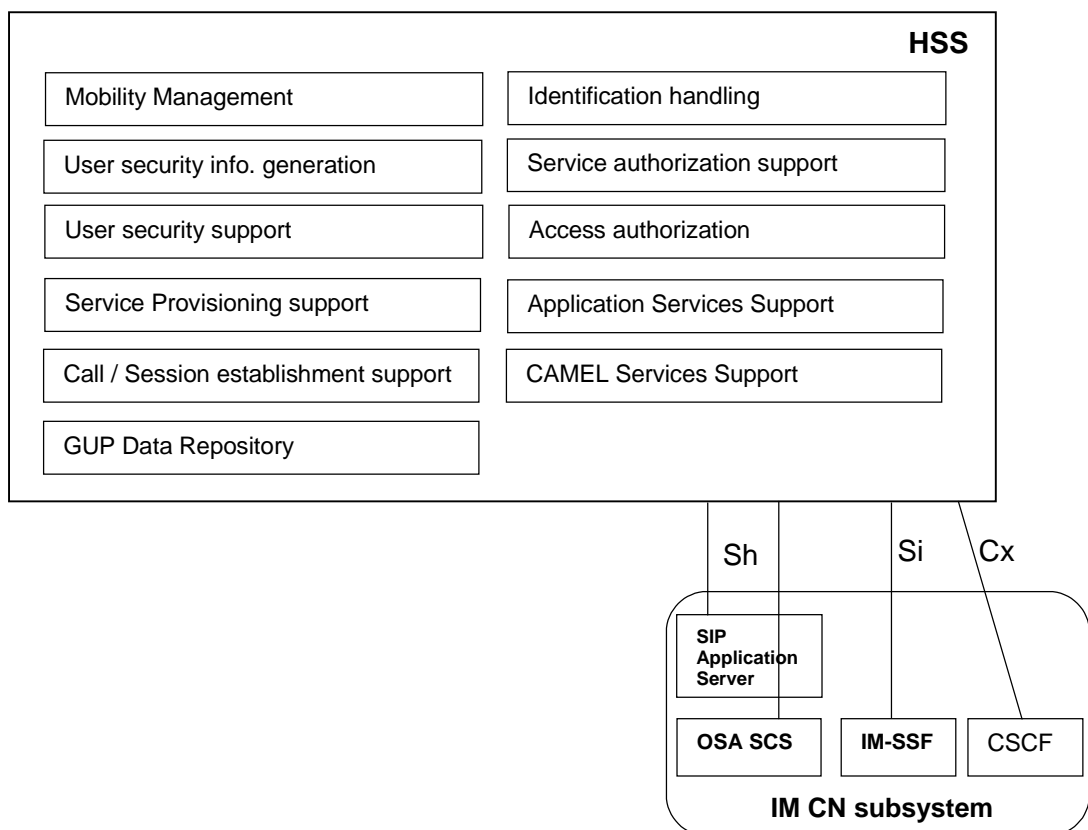 HSS
Mobility Management
Identification handling
User security info. generation
Service authorization support
User security support
Access authorization
Service Provisioning support
Application Services Support
Call / Session establishment support
CAMEL Services Support
GUP Data Repository
Sh
Si
Cx
SIP
Application
Server
OSA SCS
IM-SSF
CSCF
IM CN subsystem